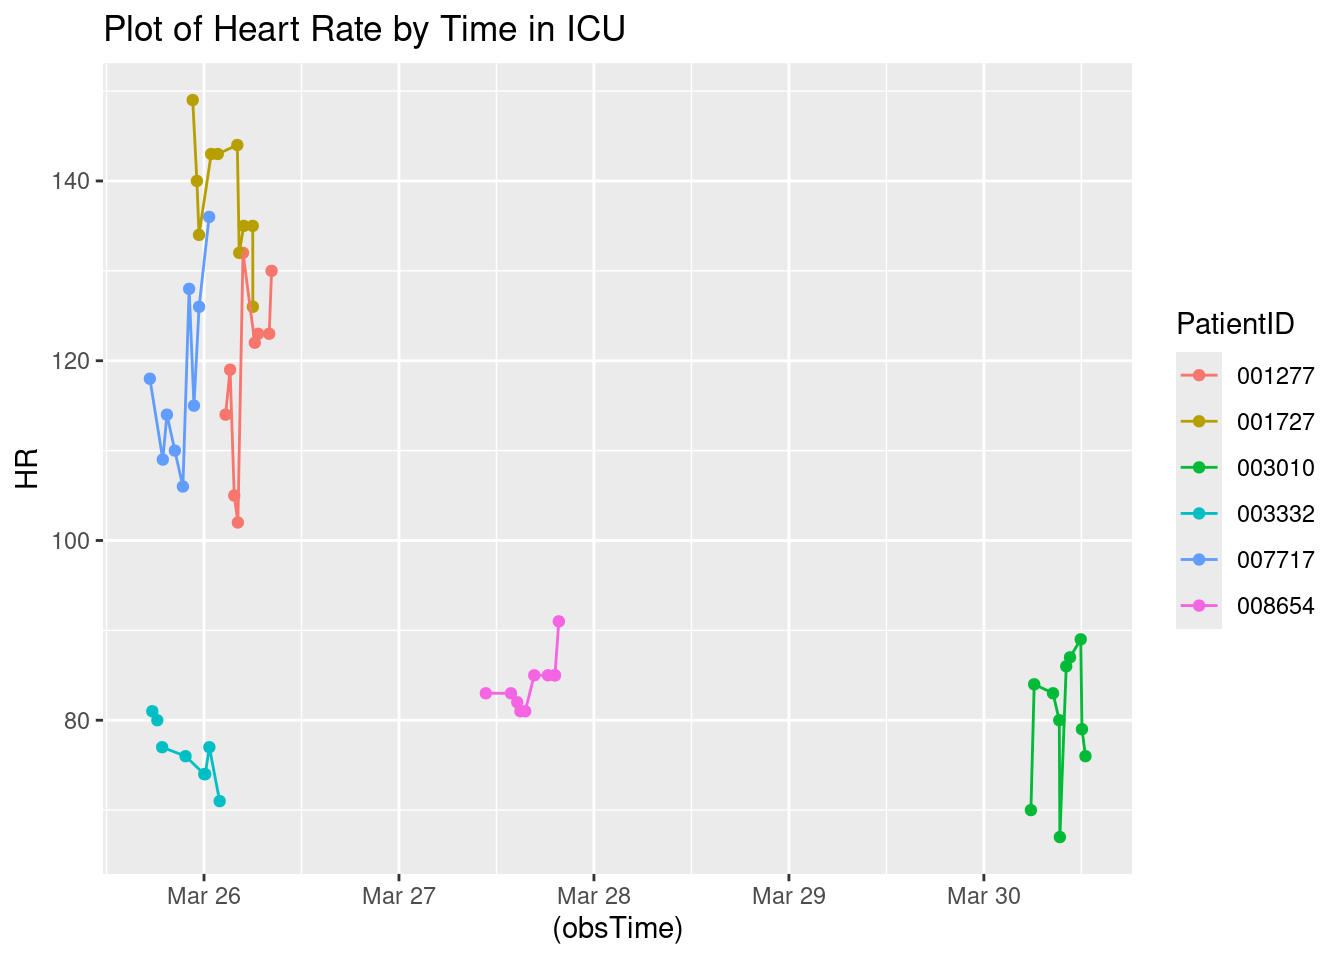 Plot of Heart Rate by Time in ICU
HR
140
120
100
80
Mar 26
Mar 27
Mar 28
Mar 29
Mar 30
(obsTime)
PatientID
001277
001727
003010
003332
007717
008654